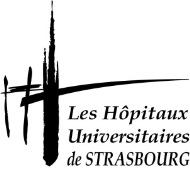 Les Hôpitaux
Universitaires
de STRASBOURG